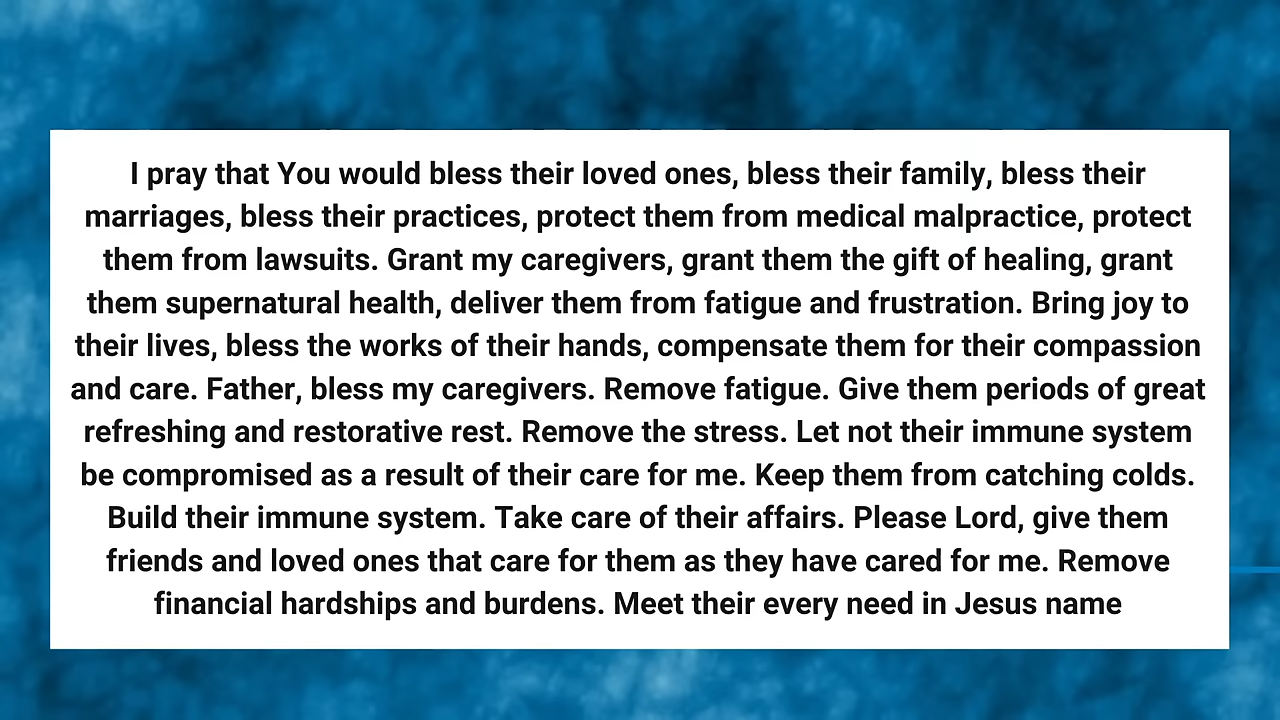 I pray that You would bless their loved ones, bless their family, bless their
marriages, bless their practices, protect them from medical malpractice, protect
them from lawsuits. Grant my caregivers, grant them the gift of healing, grant
them supernatural health, deliver them from fatigue and frustration. Bring joy to
their lives, bless the works of their hands, compensate them for their compassion
and care. Father, bless my caregivers. Remove fatigue. Give them periods of great
refreshing and restorative rest. Remove the stress. Let not their immune system
be compromised as a result of their care for me. Keep them from catching colds.
Build their immune system. Take care of their affairs. Please Lord, give them
friends and loved ones that care for them as they have cared for me. Remove
financial hardships and burdens. Meet their every need in Jesus name